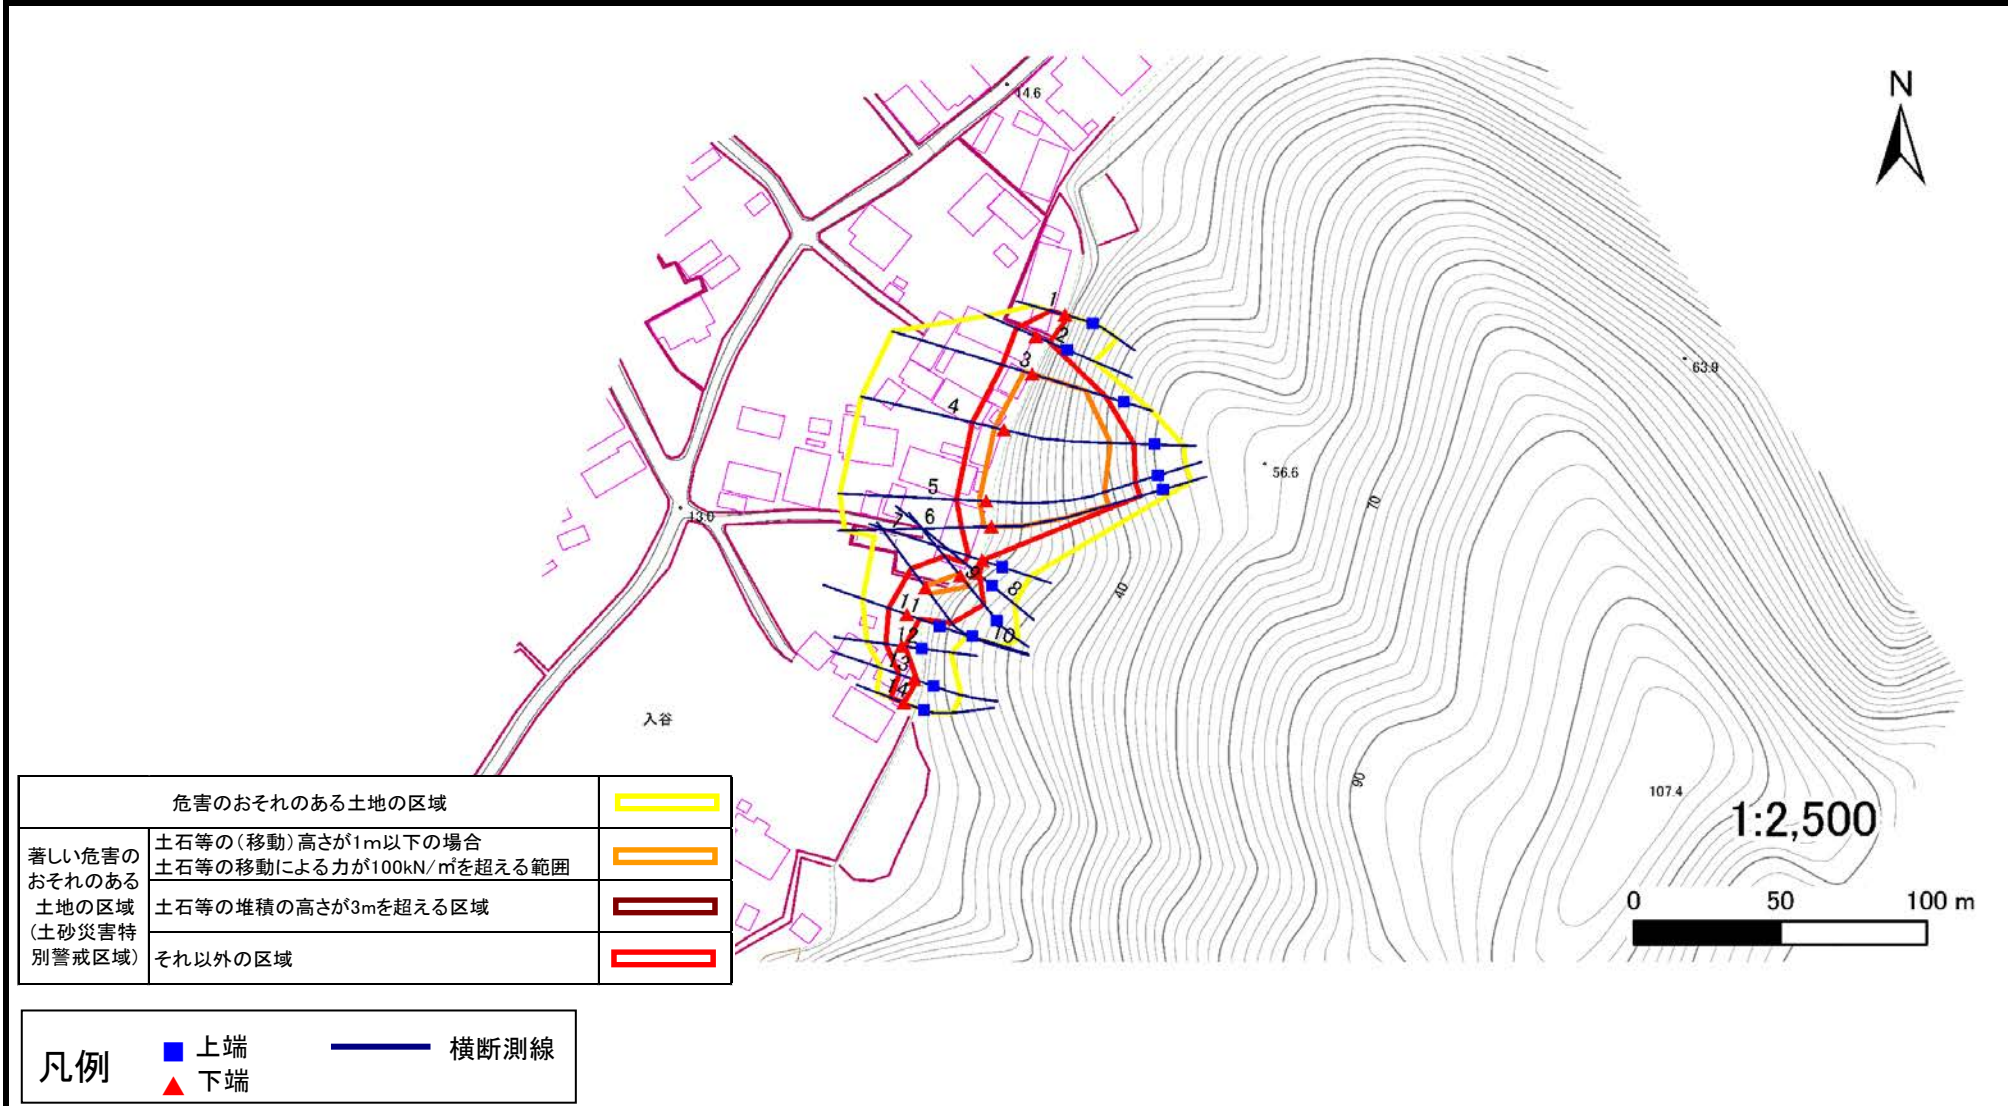 N
14.6
1
2
3
63.9
4
56.6
5
70
6
13.0
7
9
8
40
11
10
12
13
14
入谷
90
107.4
1:2,500
危害のおそれのある土地の区域
著しい危害の
おそれのある
土地の区域
(土砂災害特
別警戒区域)
土石等の(移動)高さが1m以下の場合
土石等の移動による力が100kN/㎡を超える範囲
土石等の堆積の高さが3mを超える区域
それ以外の区域
0 50 100 m
凡例
上端
下端
横断測線